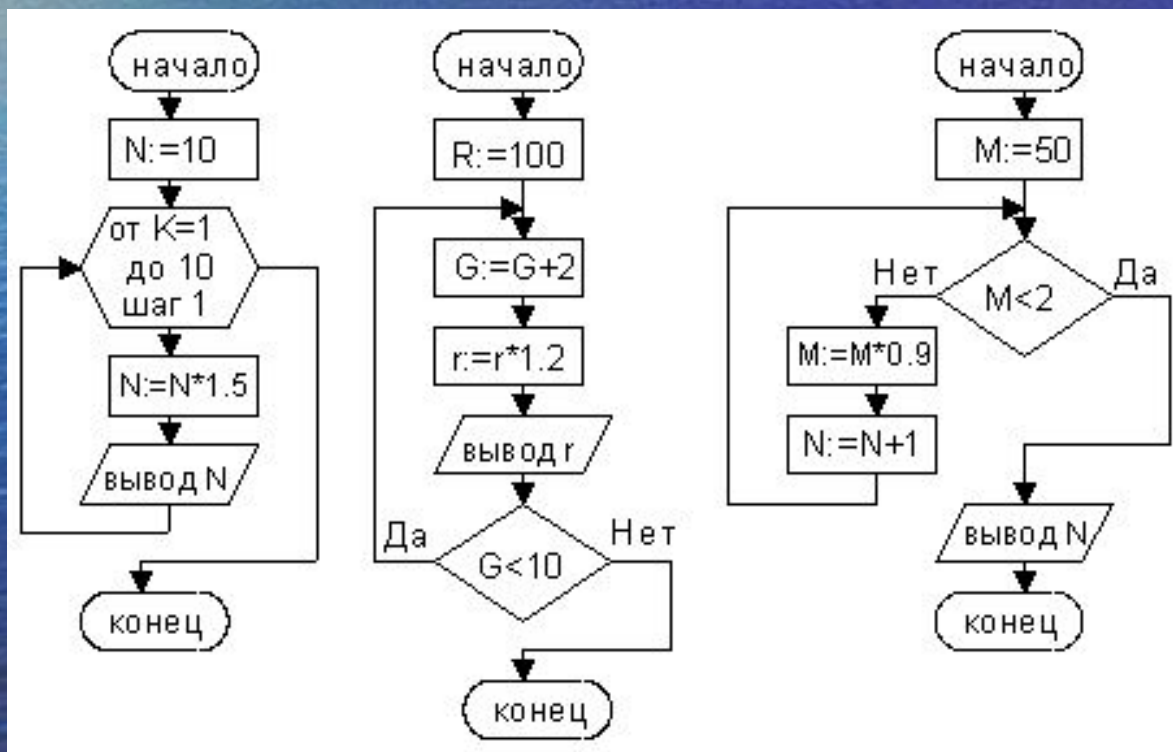 начало
N:=10
от K=1
до 10
шаг 1
N:=N*1.5
вывод N
конец
начало
R:=100
G:=G+2
r:=r*1.2
вывод r
Да
Нет
G<10
конец
начало
M:=50
Нет
Да
M<2
M:=M*0.9
N:=N+1
вывод N
конец